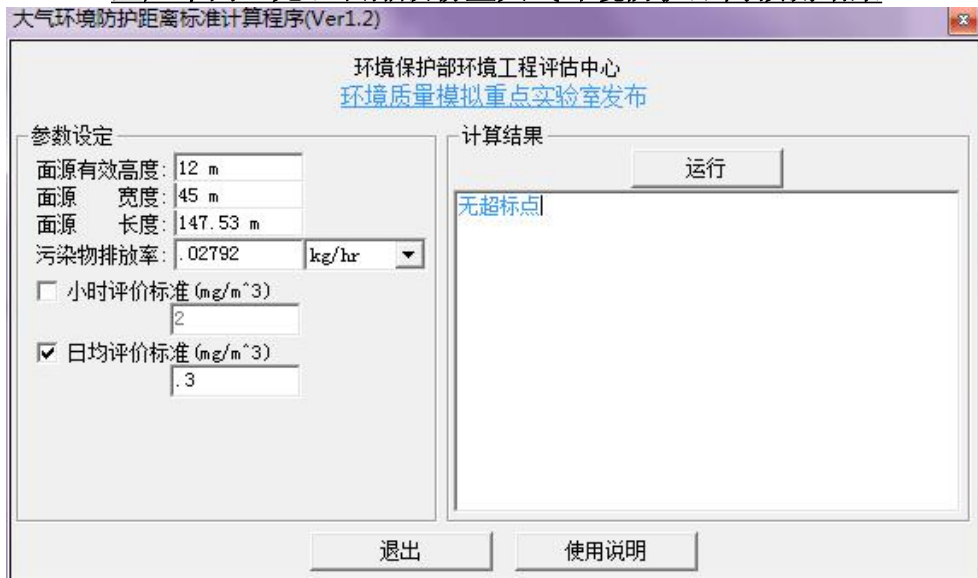 大气环境防护距离标准计算程序(Ver1.2)
环境保护部环境工程评估中心
环境质量模拟重点实验室发布
参数设定
面源有效高度: 12 m
面源 宽度: 45 m
面源 长度: 147.53 m
污染物排放率: .02792 kg/hr
小时评价标准(mg/m^3)
2
日均评价标准(mg/m^3)
.3
计算结果
运行
无超标点
退出
使用说明